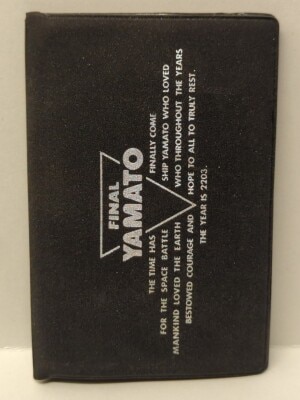 FINAL
YAMATO
THE TIME HAS FINALLY COME
FOR THE SPACE BATTLE SHIP YAMATO WHO LOVED
MANKIND LOVED THE EARTH WHO THROUGHOUT THE YEARS
BESTOWED COURAGE AND HOPE TO ALL TO TRULY REST.
THE YEAR IS 2203.